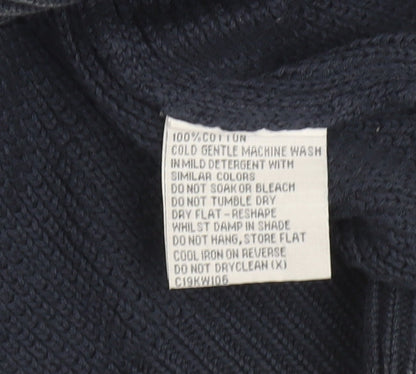 100% COTTON
COLD GENTLE MACHINE WASH
IN MILD DETERGENT WITH
SIMILAR COLORS
DO NOT SOAK OR BLEACH
DO NOT TUMBLE DRY
DRY FLAT - RESHAPE
WHILST DAMP IN SHADE
DO NOT HANG, STORE FLAT
COOL IRON ON REVERSE
DO NOT DRYCLEAN (X)
C19KW106